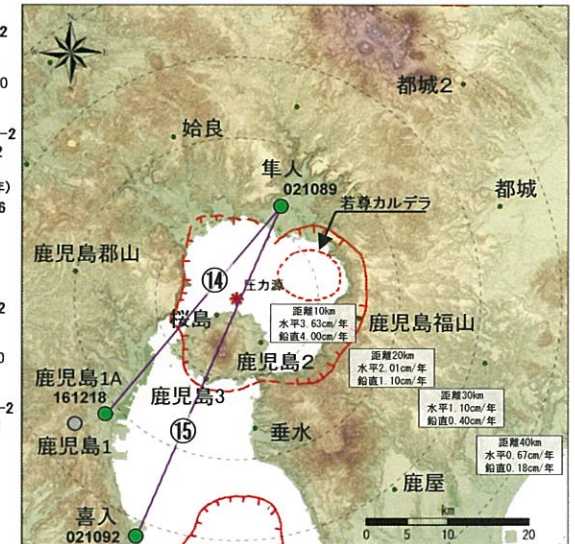 都城2
姶良
隼人
021089
若尊カルデラ
都城
鹿児島郡山
⑭
圧力源
距離10km
水平3.63cm/年
鉛直4.00cm/年
桜島
鹿児島福山
鹿児島2
距離20km
水平2.01cm/年
鉛直1.10cm/年
鹿児島1A
161218
鹿児島3
距離30km
水平1.10cm/年
鉛直0.40cm/年
鹿児島1
⑮
垂水
距離40km
水平0.67cm/年
鉛直0.18cm/年
鹿屋
喜入
021092
km
0 10 20